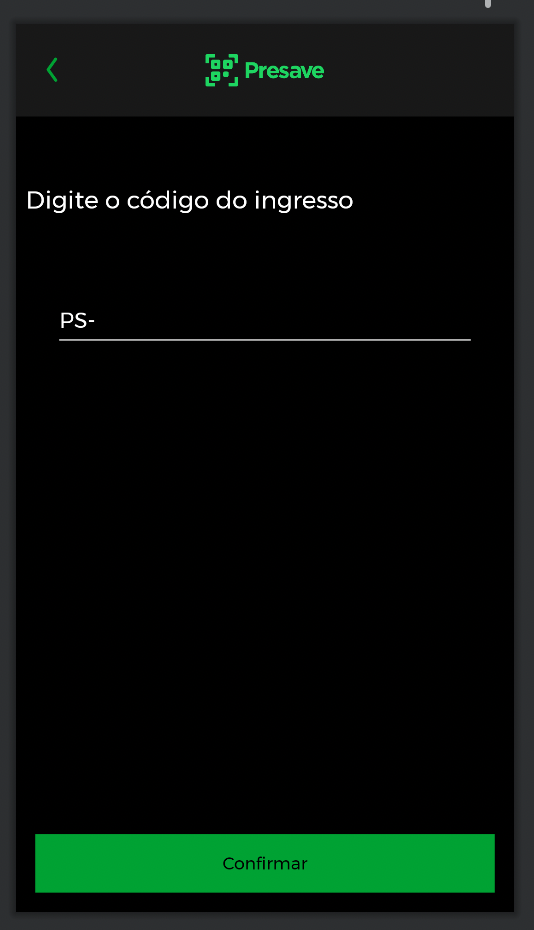 Presave
Digite o código do ingresso
PS-
Confirmar